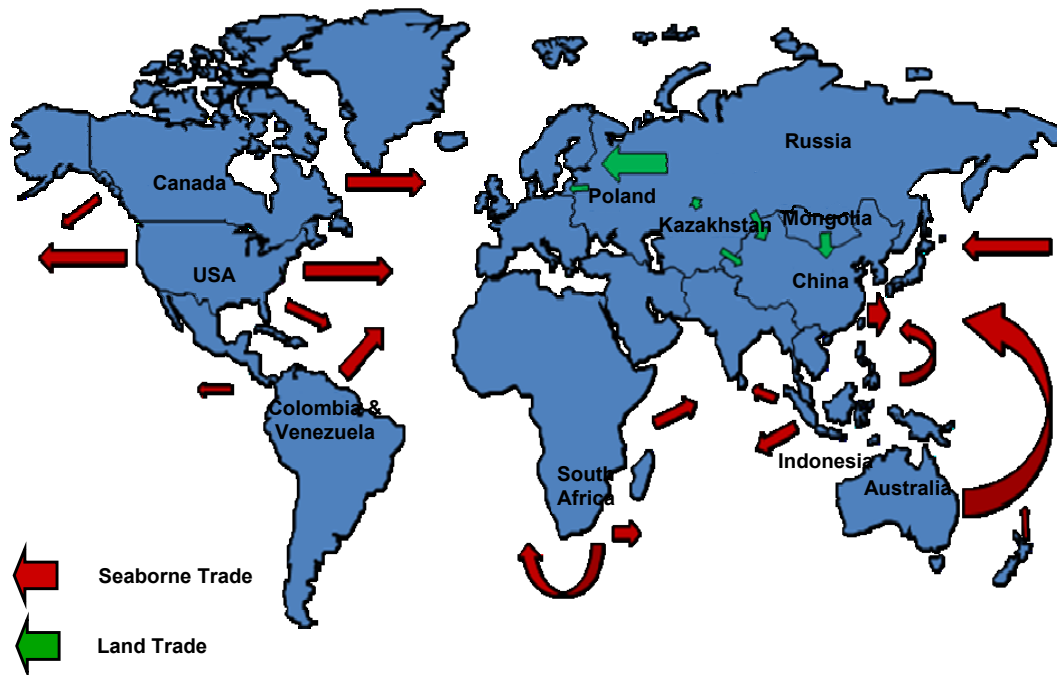 Russia
Canada
Poland
Kazakhstan
Mongolia
USA
China
Colombia &
Venezuela
Indonesia
South
Africa
Australia
Seaborne Trade
Land Trade